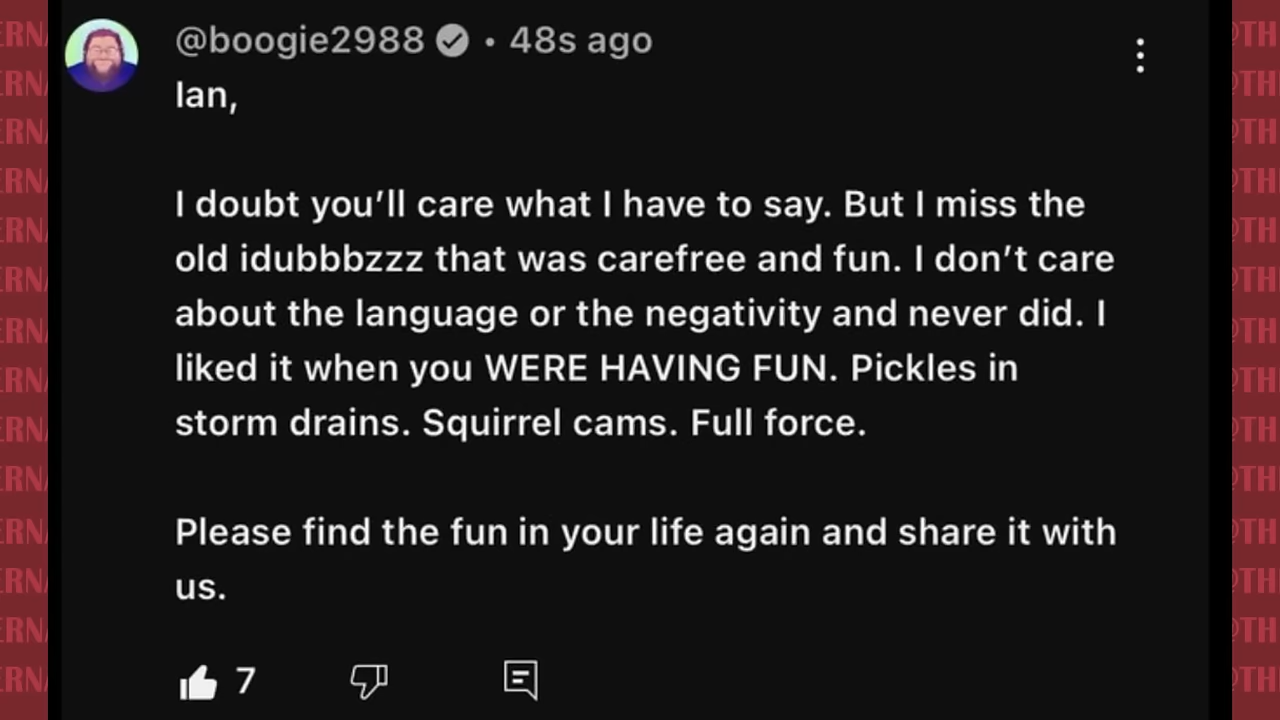 @boogie2988 • 48s ago
Ian,
I doubt you’ll care what I have to say. But I miss the
old idubbbzzz that was carefree and fun. I don’t care
about the language or the negativity and never did. I
liked it when you WERE HAVING FUN. Pickles in
storm drains. Squirrel cams. Full force.
Please find the fun in your life again and share it with
us.
7